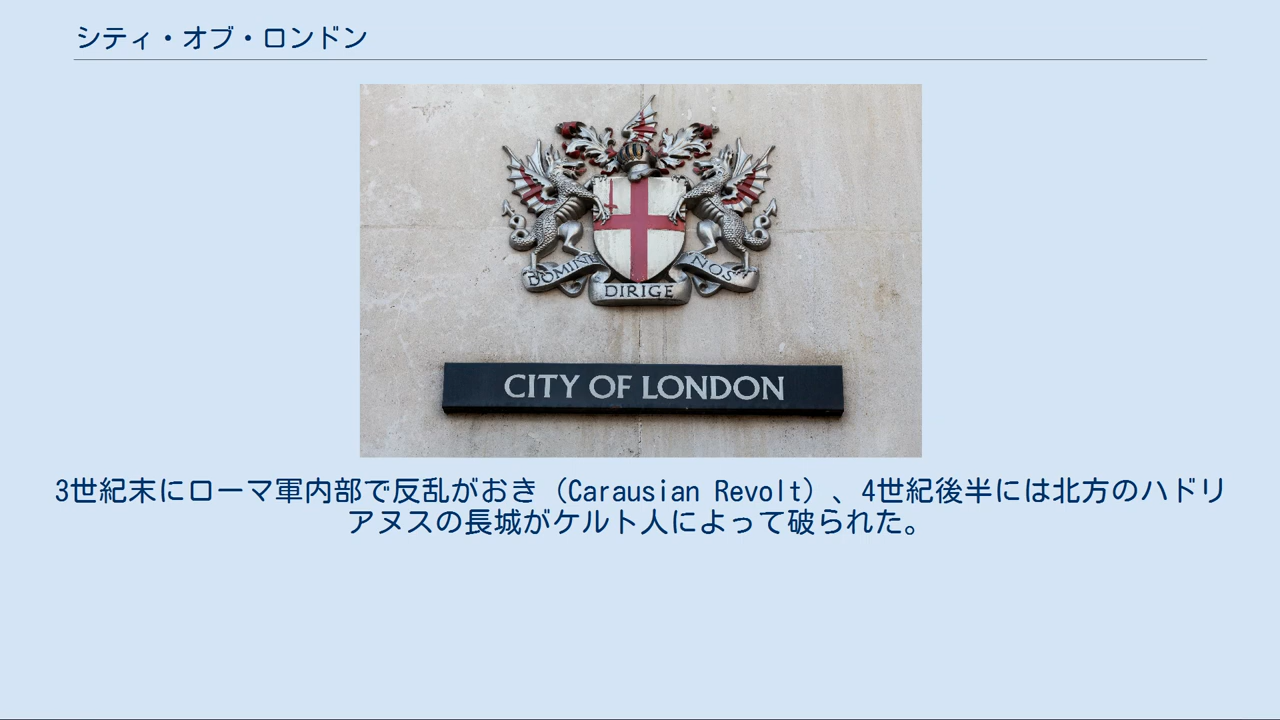 シティ・オブ・ロンドン
DOMINE
DIRIGE
NOS
CITY OF LONDON
3世紀末にローマ軍内部で反乱がおき（Carausian Revolt）、4世紀後半には北方のハドリ
アヌスの長城がケルト人によって破られた。